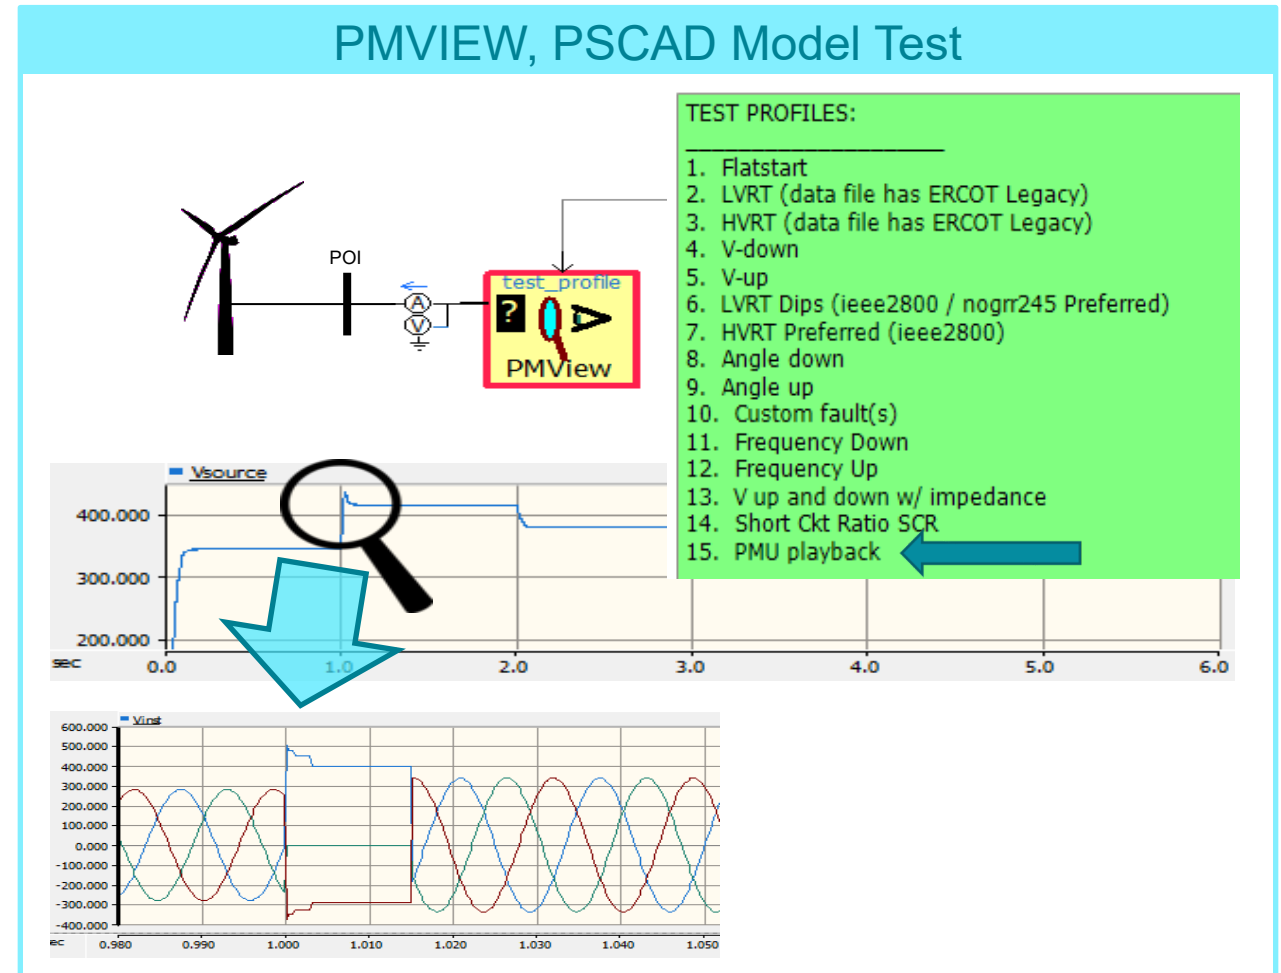 PMVIEW, PSCAD Model Test
TEST PROFILES:
1. Flatstart
2. LVRT (data file has ERCOT Legacy)
3. HVRT (data file has ERCOT Legacy)
4. V-down
5. V-up
6. LVRT Dips (ieee2800 / nogrr245 Preferred)
7. HVRT Preferred (ieee2800)
8. Angle down
9. Angle up
10. Custom fault(s)
11. Frequency Down
12. Frequency Up
13. V up and down w/ impedance
14. Short Ckt Ratio SCR
15. PMU playback
POI
A
V
test_profile
?
PMView
Vsource
400.000
300.000
200.000
sec 0.0 1.0 2.0 3.0 4.0 5.0 6.0
Vinst
600.000
500.000
400.000
300.000
200.000
100.000
0.000
-100.000
-200.000
-300.000
-400.000
ec 0.980 0.990 1.000 1.010 1.020 1.030 1.040 1.050